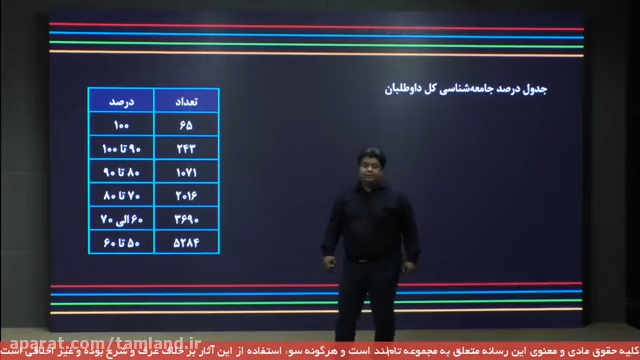 جدول درصد جامعه‌شناسی کل داوطلبان
تعداد درصد
۶۵ ۱۰۰
۲۴۳ ۹۰ تا ۱۰۰
۱۰۷۱ ۸۰ تا ۹۰
۲۰۱۶ ۷۰ تا ۸۰
۳۶۹۰ ۶۰ الی ۷۰
۵۲۸۴ ۵۰ تا ۶۰
aparat.com/tamland.ir
کلیه حقوق مادی و معنوی این رسانه متعلق به مجموعه تاملند است و هرگونه سوء استفاده از این آثار بر خلاف عرف و شرع بوده و غیر اخلاقی است